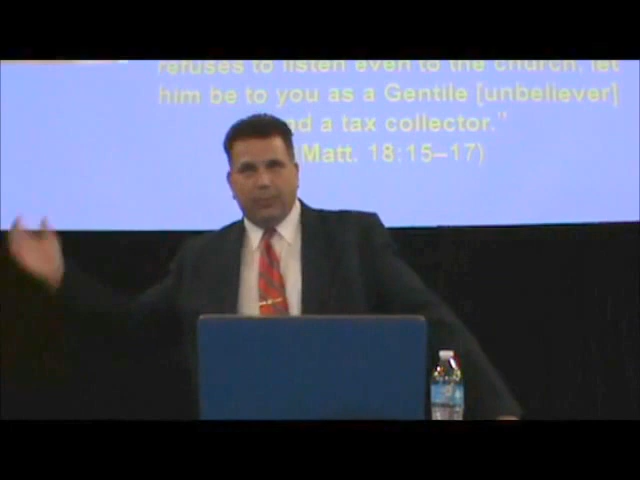 refuses to listen even to the church, let
him be to you as a Gentile [unbeliever]
a tax collector.”
(Matt. 18:15–17)